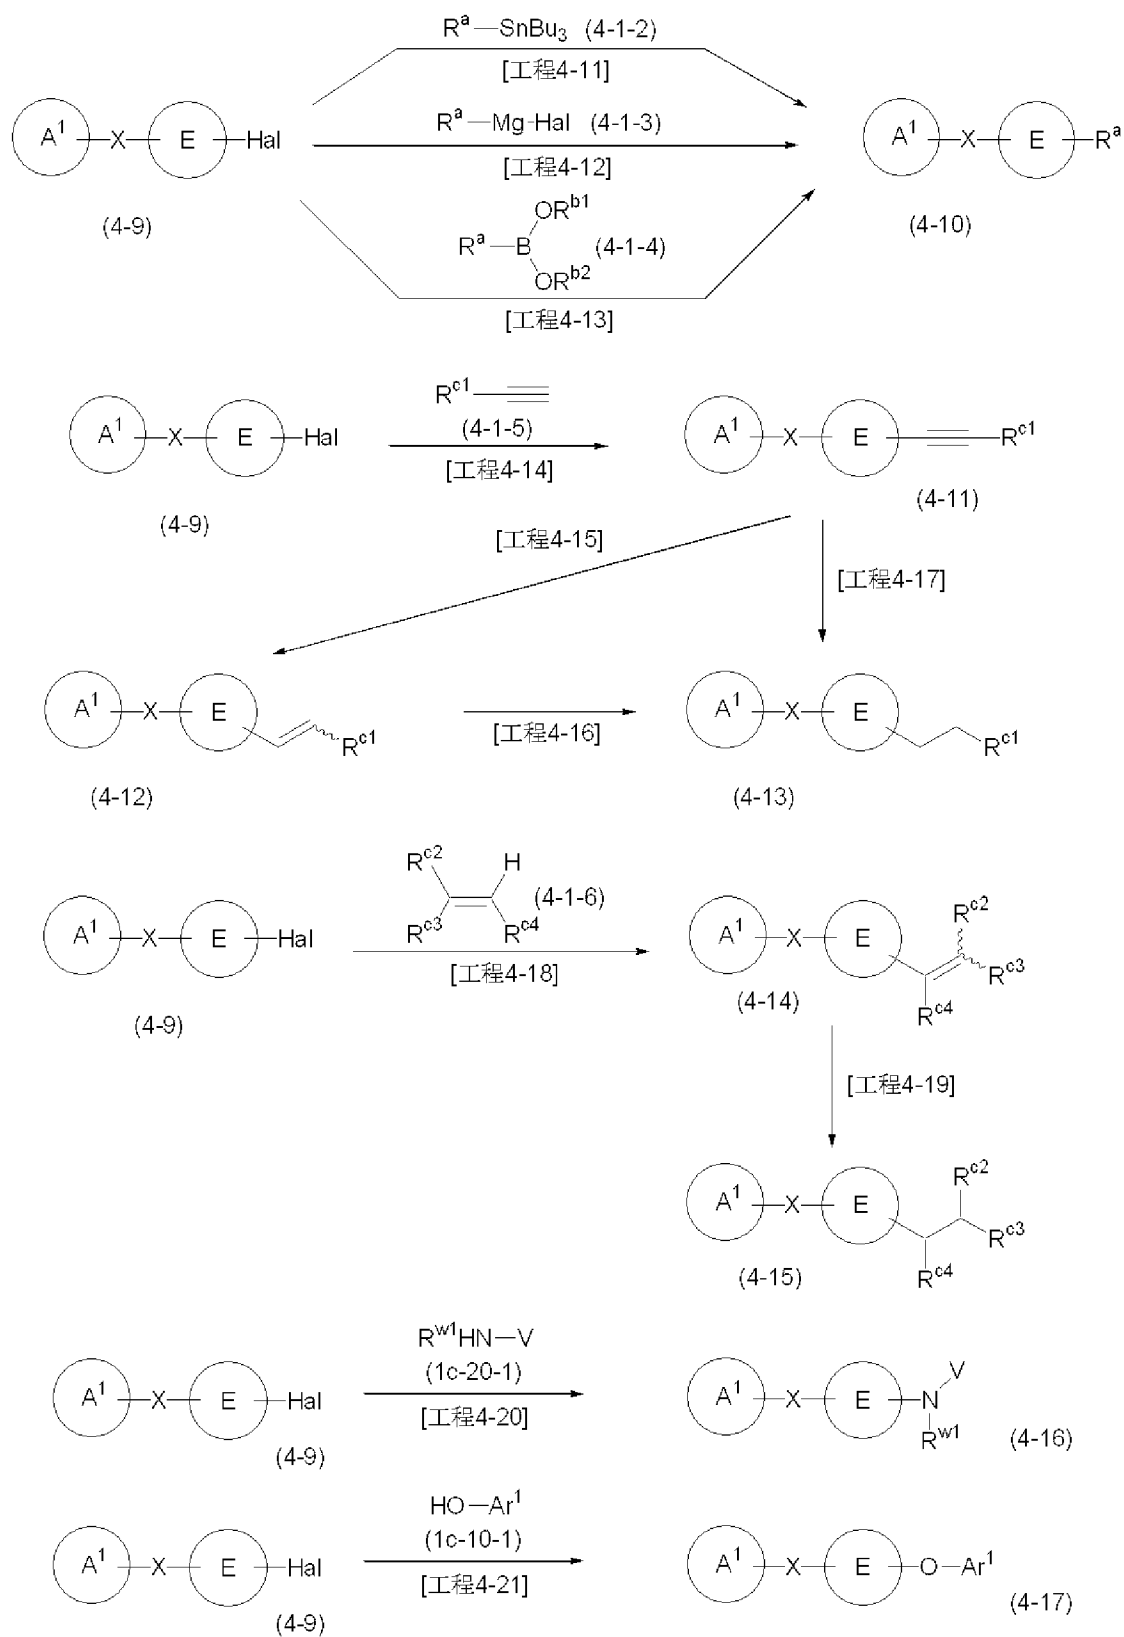 Ra—SnBu3 (4-1-2)
[工程4-11]
A1—X—E—Hal
(4-9)
Ra—Mg-Hal (4-1-3)
[工程4-12]
A1—X—E—Ra
(4-10)
ORb1
Ra—B (4-1-4)
ORb2
[工程4-13]
A1—X—E—Hal
(4-9)
Rc1
(4-1-5)
[工程4-14]
A1—X—E—Rc1
(4-11)
[工程4-15]
[工程4-17]
A1—X—E
Rc1
(4-12)
[工程4-16]
A1—X—E
Rc1
(4-13)
A1—X—E—Hal
(4-9)
Rc2 H
(4-1-6)
Rc3 Rc4
[工程4-18]
A1—X—E
Rc2
Rc3
Rc4
(4-14)
[工程4-19]
A1—X—E
Rc2
Rc3
Rc4
(4-15)
A1—X—E—Hal
(4-9)
Rw1HN—V
(1c-20-1)
[工程4-20]
A1—X—E—N
V
Rw1
(4-16)
A1—X—E—Hal
(4-9)
HO—Ar1
(1c-10-1)
[工程4-21]
A1—X—E—O—Ar1
(4-17)